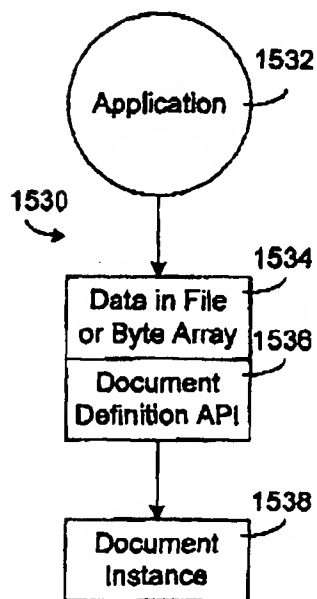 1532
Application
1530
1534
Data in File
or Byte Array
1536
Document
Definition API
1538
Document
Instance